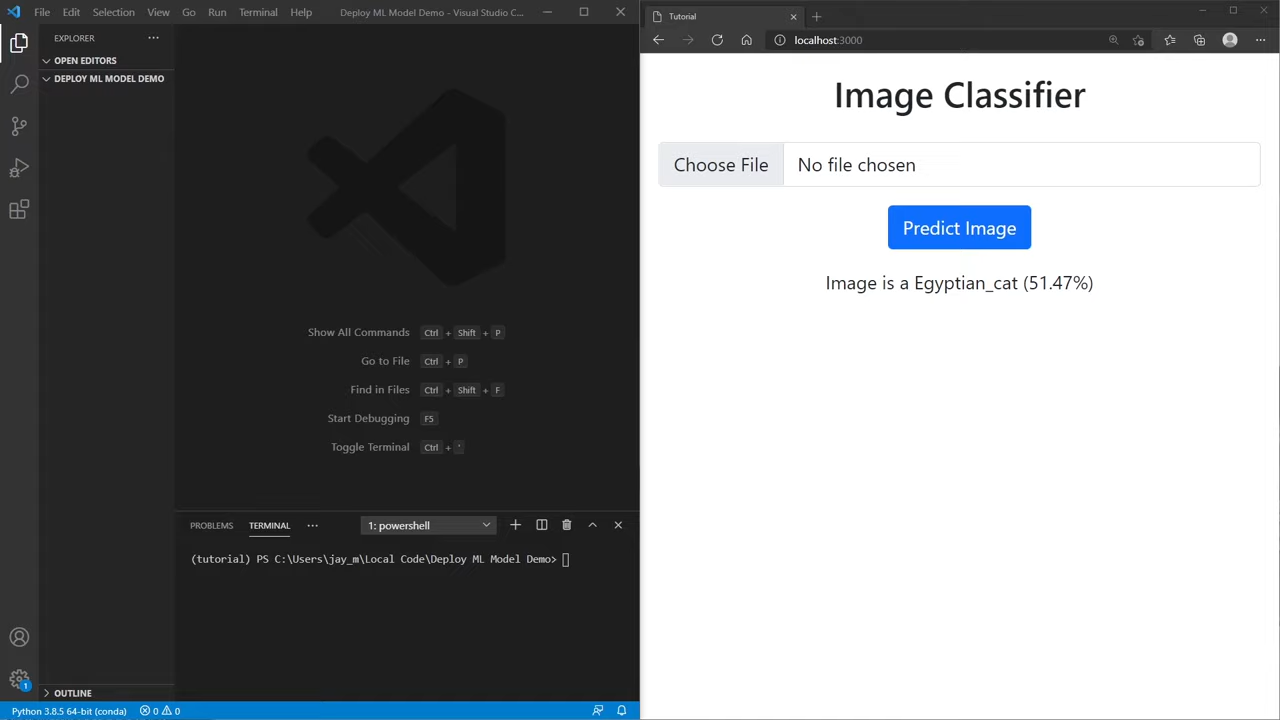 File Edit Selection View Go Run Terminal Help Deploy ML Model Demo - Visual Studio C...
EXPLORER
OPEN EDITORS
DEPLOY ML MODEL DEMO
Show All Commands Ctrl + Shift + P
Go to File Ctrl + P
Find in Files Ctrl + Shift + F
Start Debugging F5
Toggle Terminal Ctrl + `
PROBLEMS TERMINAL 1: powershell
(tutorial) PS C:\Users\jay_m\Local Code\Deploy ML Model Demo>
1
OUTLINE
Python 3.8.5 64-bit (conda) 0 0
Tutorial
localhost:3000
Image Classifier
Choose File No file chosen
Predict Image
Image is a Egyptian_cat (51.47%)